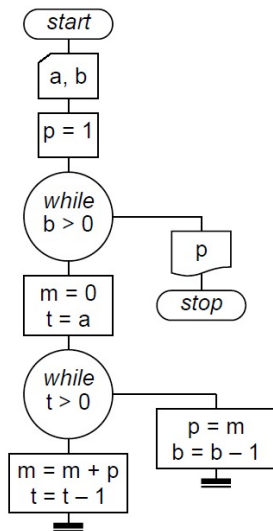 start
a, b
p = 1
while
b > 0
p
stop
m = 0
t = a
while
t > 0
p = m
b = b – 1
m = m + p
t = t – 1